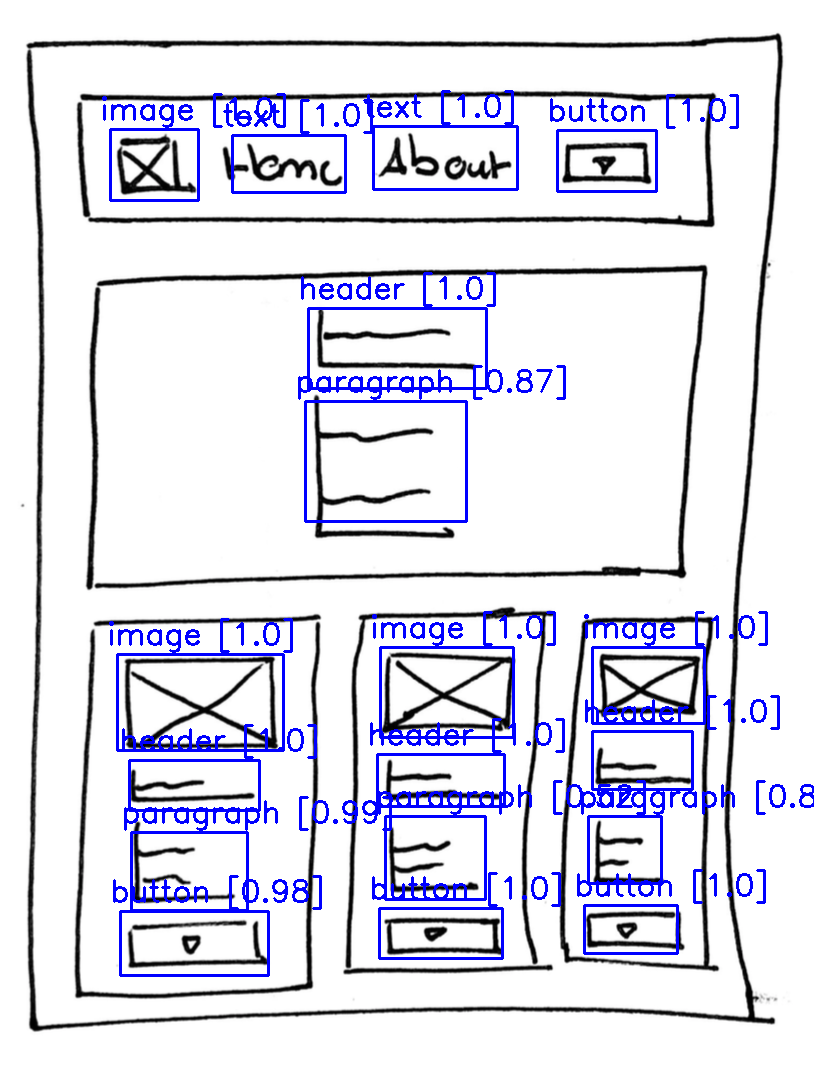 image [1.0] text [1.0] text [1.0] button [1.0]
Home About
header [1.0]
paragraph [0.87]
image [1.0] image [1.0] image [1.0]
header [1.0] header [1.0] header [1.0]
paragraph [0.99] paragraph [0.52] paragraph [0.8
button [0.98] button [1.0] button [1.0]